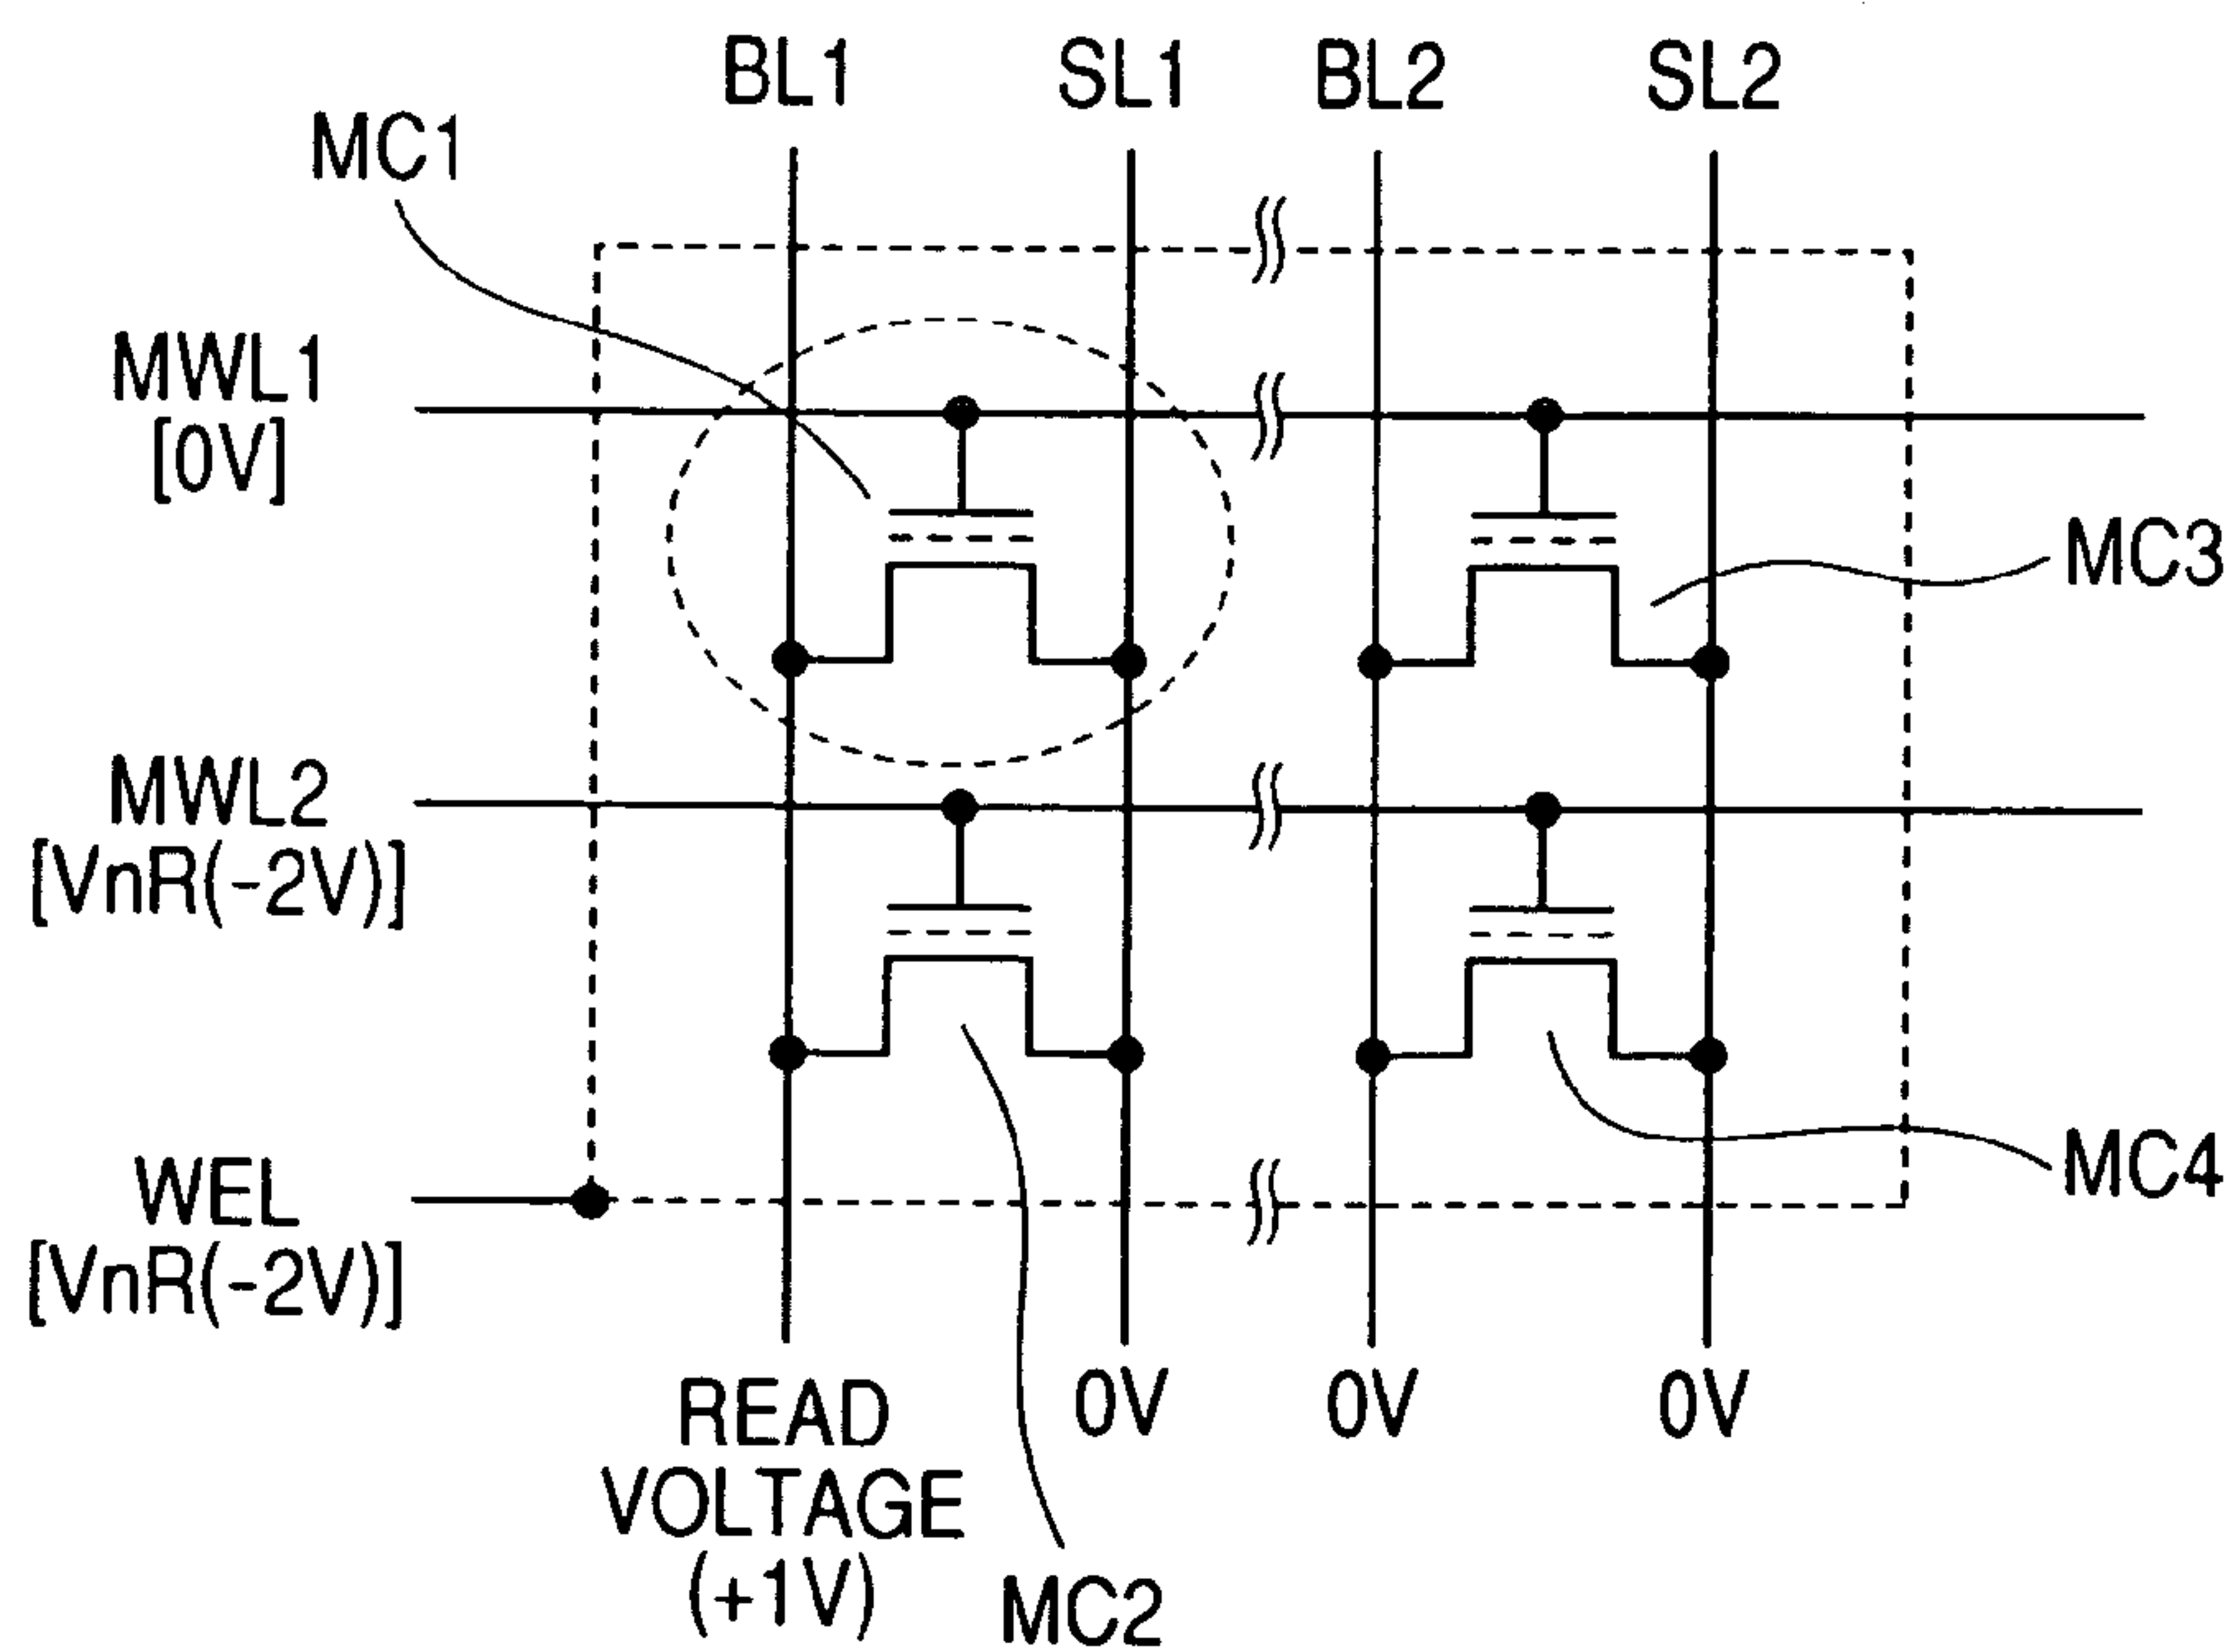 BL1 SL1 BL2 SL2
MC1
MWL1
[0V]
MC3
MWL2
[VnR(-2V)]
WEL
[VnR(-2V)]
MC4
READ
VOLTAGE
(+1V)
0V 0V 0V
MC2